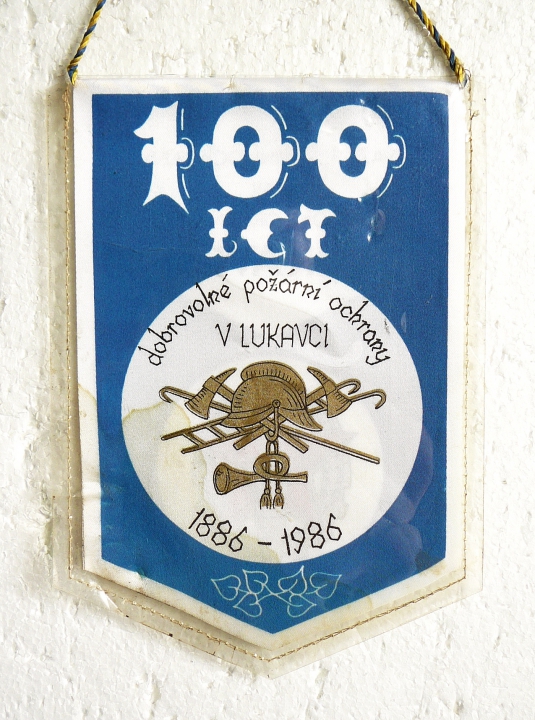 100
LET
dobrovolné požární ochrany
V LUKAVCI
1886 - 1986